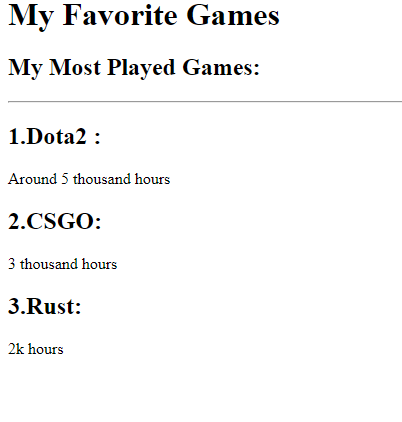 My Favorite Games
My Most Played Games:
1.Dota2 :
Around 5 thousand hours
2.CSGO:
3 thousand hours
3.Rust:
2k hours